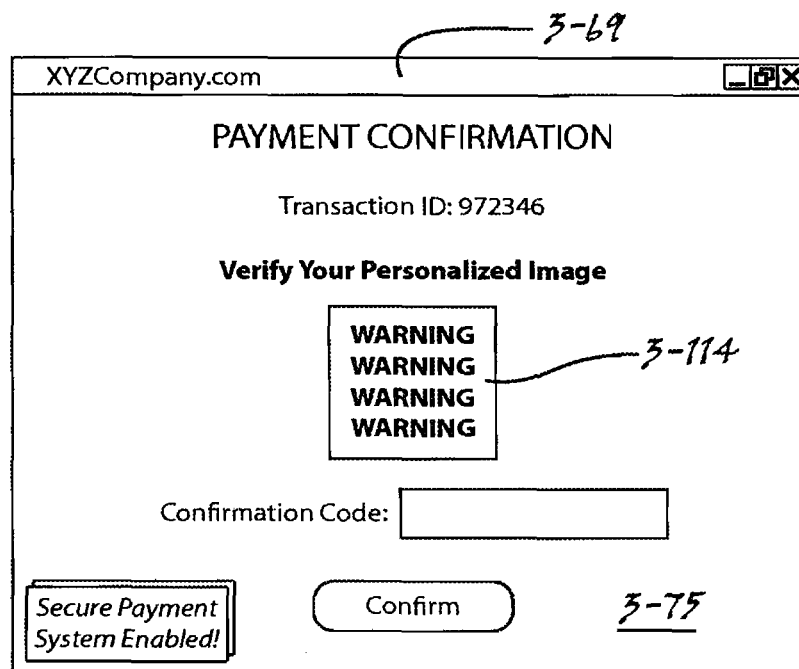 3-69
XYZCompany.com
PAYMENT CONFIRMATION
Transaction ID: 972346
Verify Your Personalized Image
WARNING
WARNING
WARNING
WARNING
3-114
Confirmation Code:
Secure Payment
System Enabled!
Confirm
3-75